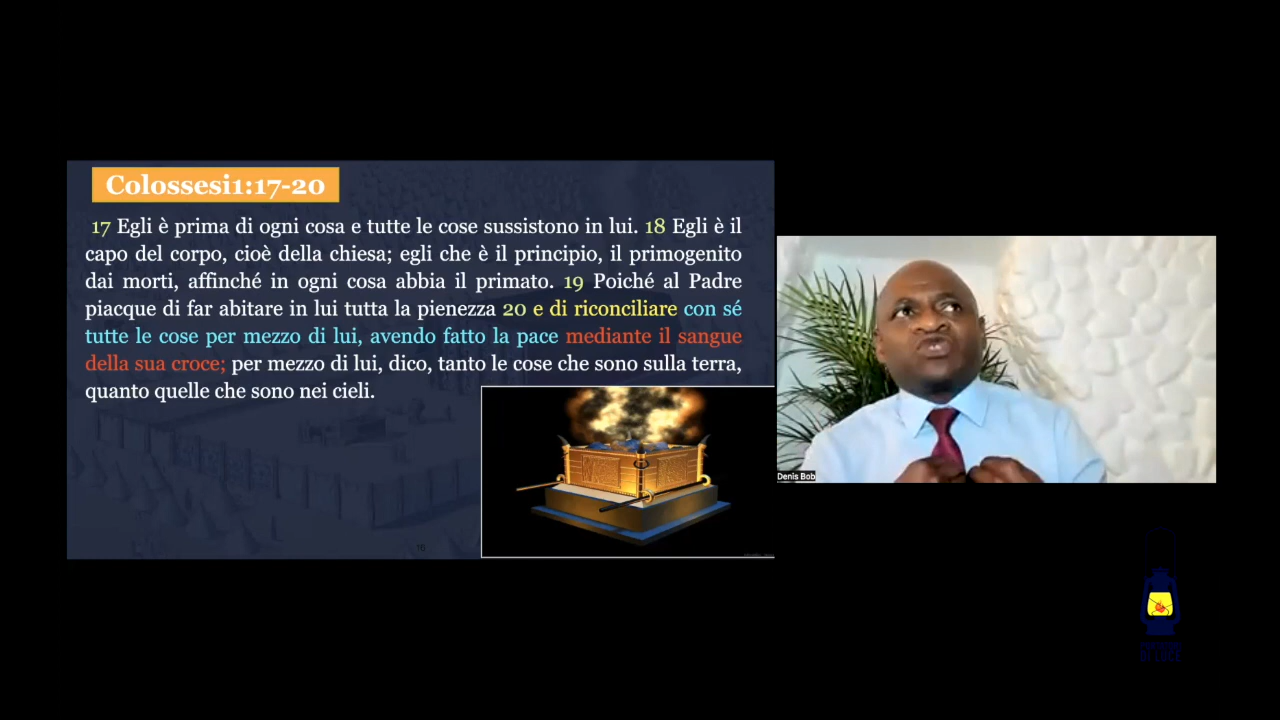 Colossesi1:17-20
17 Egli è prima di ogni cosa e tutte le cose sussistono in lui. 18 Egli è il
capo del corpo, cioè della chiesa; egli che è il principio, il primogenito
dai morti, affinché in ogni cosa abbia il primato. 19 Poiché al Padre
piacque di far abitare in lui tutta la pienezza 20 e di riconciliare con sé
tutte le cose per mezzo di lui, avendo fatto la pace mediante il sangue
della sua croce; per mezzo di lui, dico, tanto le cose che sono sulla terra,
quanto quelle che sono nei cieli.
16
Denis Bob
DI LUCE